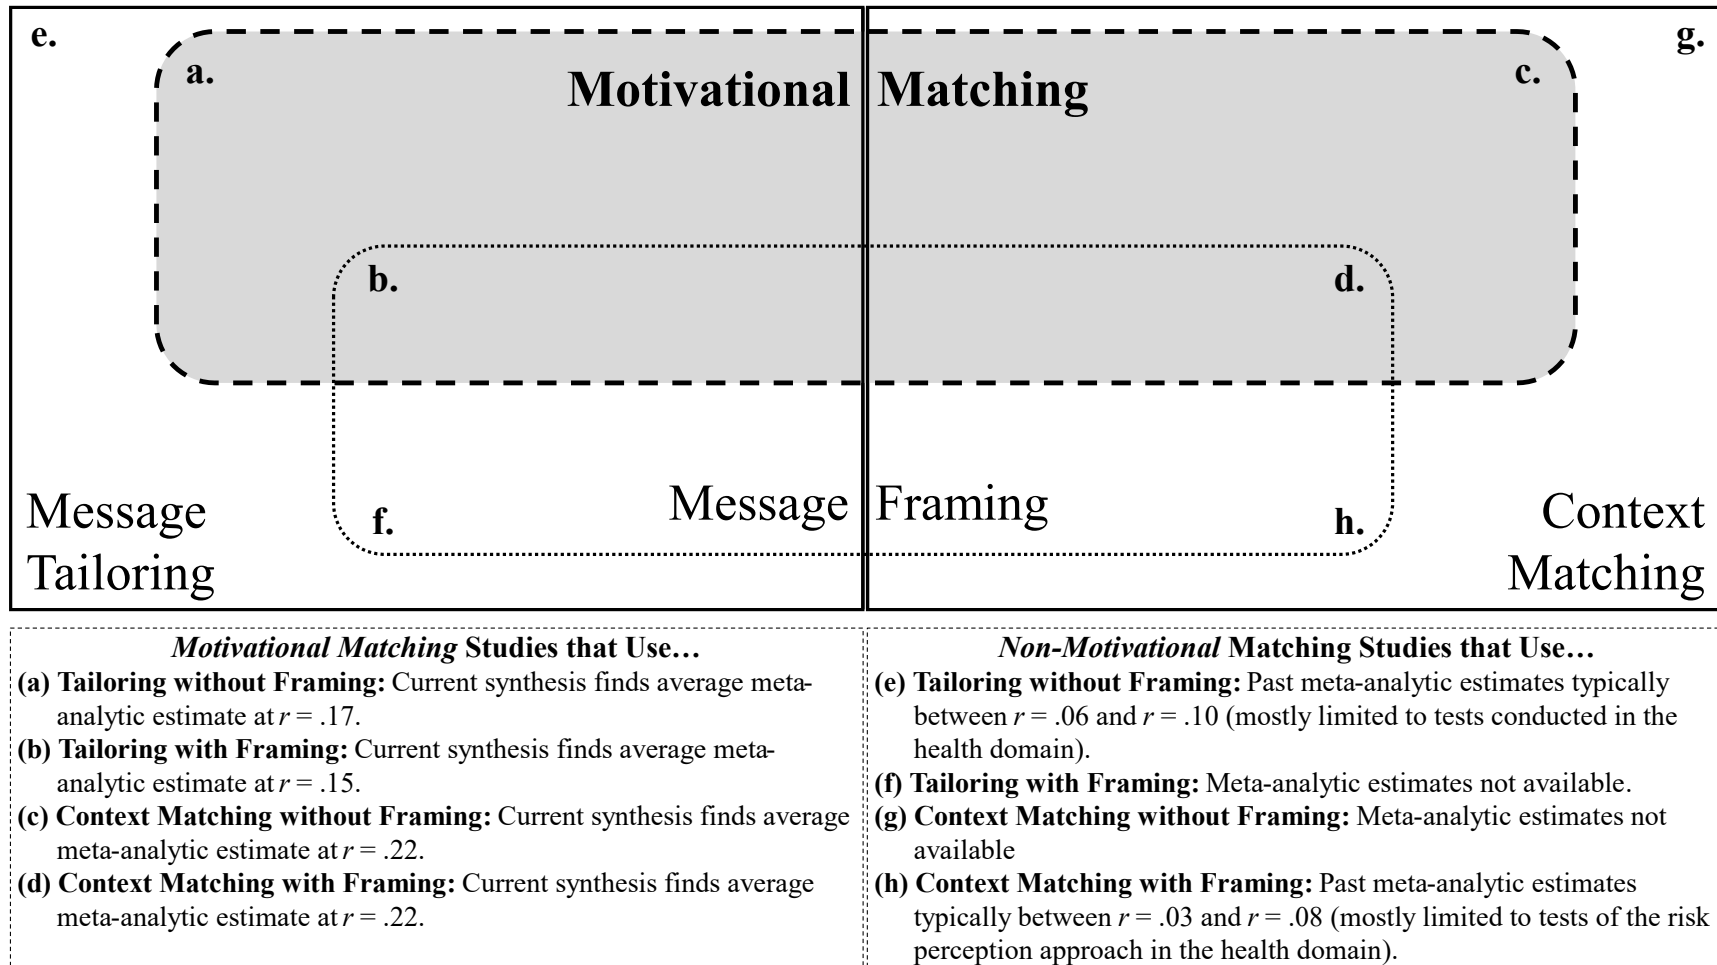 e.
g.
a.
c.
Motivational Matching
b.
d.
Message Framing
Message
Tailoring
f.
h.
Context
Matching
Motivational Matching Studies that Use…
(a) Tailoring without Framing: Current synthesis finds average meta-
analytic estimate at r = .17.
(b) Tailoring with Framing: Current synthesis finds average meta-
analytic estimate at r = .15.
(c) Context Matching without Framing: Current synthesis finds average
meta-analytic estimate at r = .22.
(d) Context Matching with Framing: Current synthesis finds average
meta-analytic estimate at r = .22.
Non-Motivational Matching Studies that Use…
(e) Tailoring without Framing: Past meta-analytic estimates typically
between r = .06 and r = .10 (mostly limited to tests conducted in the
health domain).
(f) Tailoring with Framing: Meta-analytic estimates not available.
(g) Context Matching without Framing: Meta-analytic estimates not
available
(h) Context Matching with Framing: Past meta-analytic estimates
typically between r = .03 and r = .08 (mostly limited to tests of the risk
perception approach in the health domain).